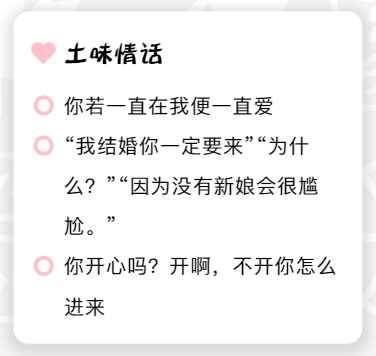 土味情话
你若一直在我便一直爱
“我结婚你一定要来”“为什
么？”“因为没有新娘会很尴
尬。”
你开心吗？开啊，不开你怎么
进来